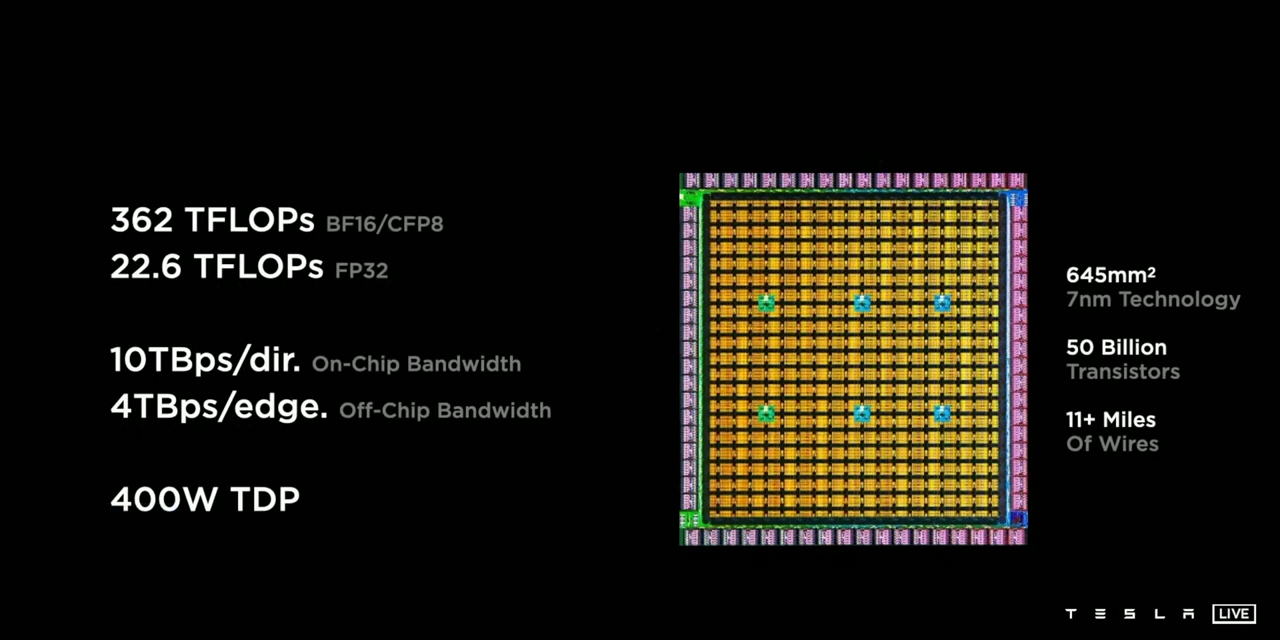 362 TFLOPs BF16/CFP8
22.6 TFLOPs FP32
10TBps/dir. On-Chip Bandwidth
4TBps/edge. Off-Chip Bandwidth
400W TDP
645mm²
7nm Technology
50 Billion
Transistors
11+ Miles
Of Wires
TESLA LIVE